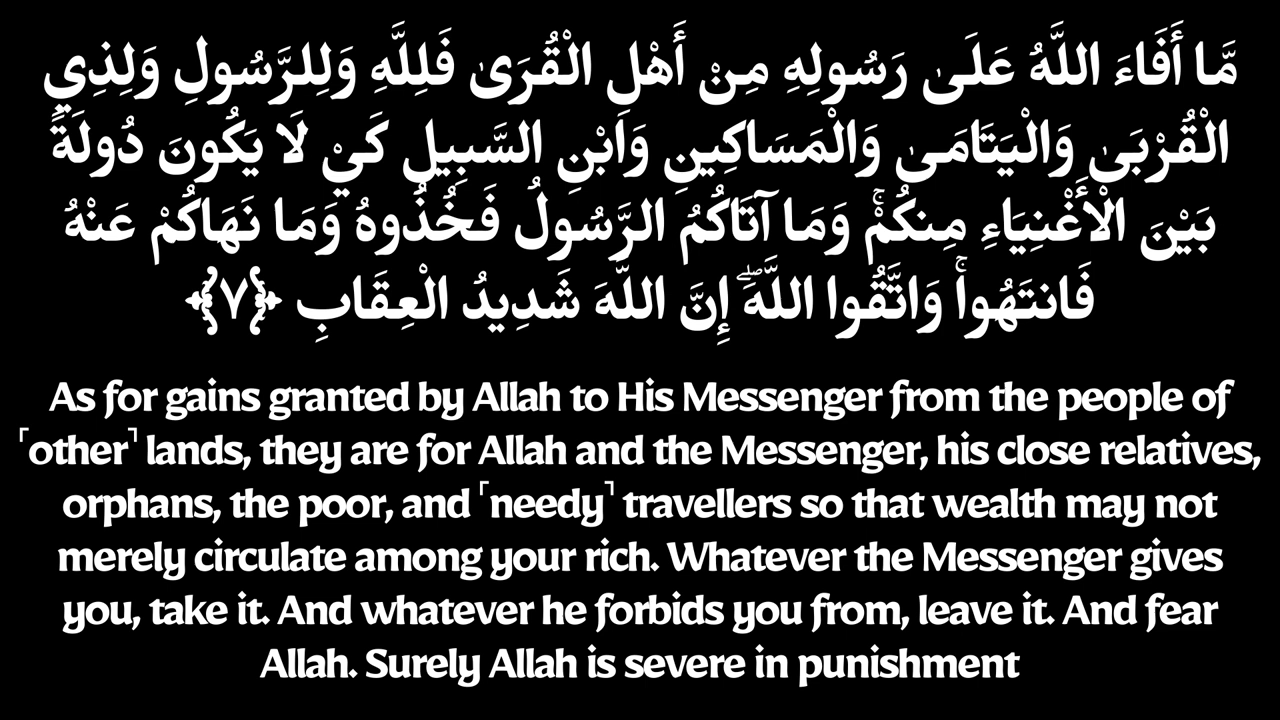 مَّا أَفَاءَ اللَّهُ عَلَىٰ رَسُولِهِ مِنْ أَهْلِ الْقُرَىٰ فَلِلَّهِ وَلِلرَّسُولِ وَلِذِي
الْقُرْبَىٰ وَالْيَتَامَىٰ وَالْمَسَاكِينِ وَابْنِ السَّبِيلِ كَيْ لَا يَكُونَ دُولَةً
بَيْنَ الْأَغْنِيَاءِ مِنكُمْ ۚ وَمَا آتَاكُمُ الرَّسُولُ فَخُذُوهُ وَمَا نَهَاكُمْ عَنْهُ
فَانتَهُوا ۚ وَاتَّقُوا اللَّهَ ۖ إِنَّ اللَّهَ شَدِيدُ الْعِقَابِ ﴿٧﴾
As for gains granted by Allah to His Messenger from the people of
˹other˺ lands, they are for Allah and the Messenger, his close relatives,
orphans, the poor, and ˹needy˺ travellers so that wealth may not
merely circulate among your rich. Whatever the Messenger gives
you, take it. And whatever he forbids you from, leave it. And fear
Allah. Surely Allah is severe in punishment